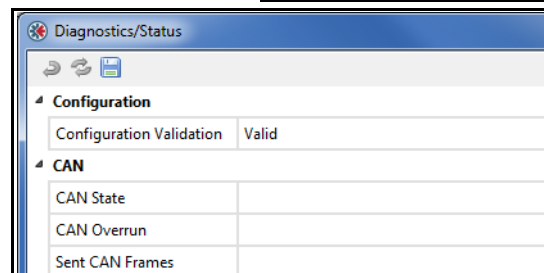 Diagnostics/Status
Configuration
Configuration Validation Valid
CAN
CAN State
CAN Overrun
Sent CAN Frames